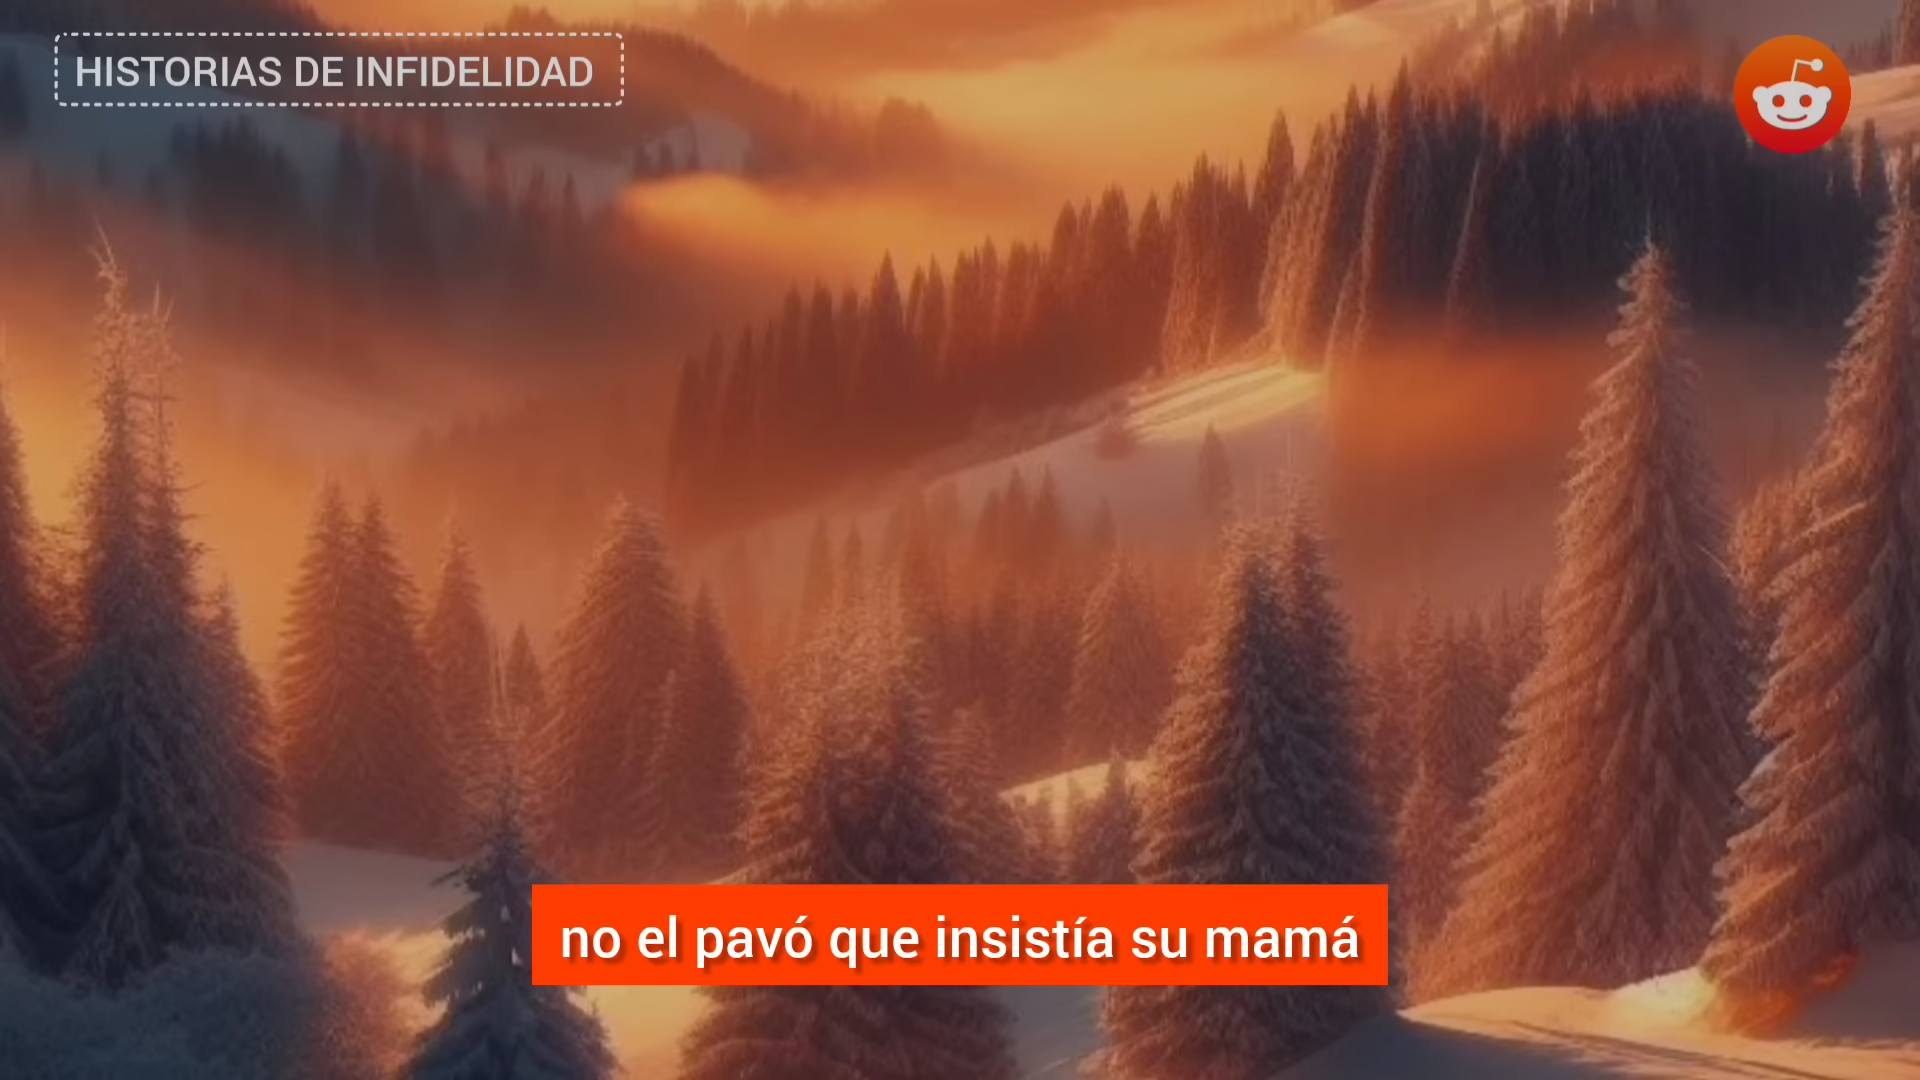 HISTORIAS DE INFIDELIDAD
no el pavó que insistía su mamá